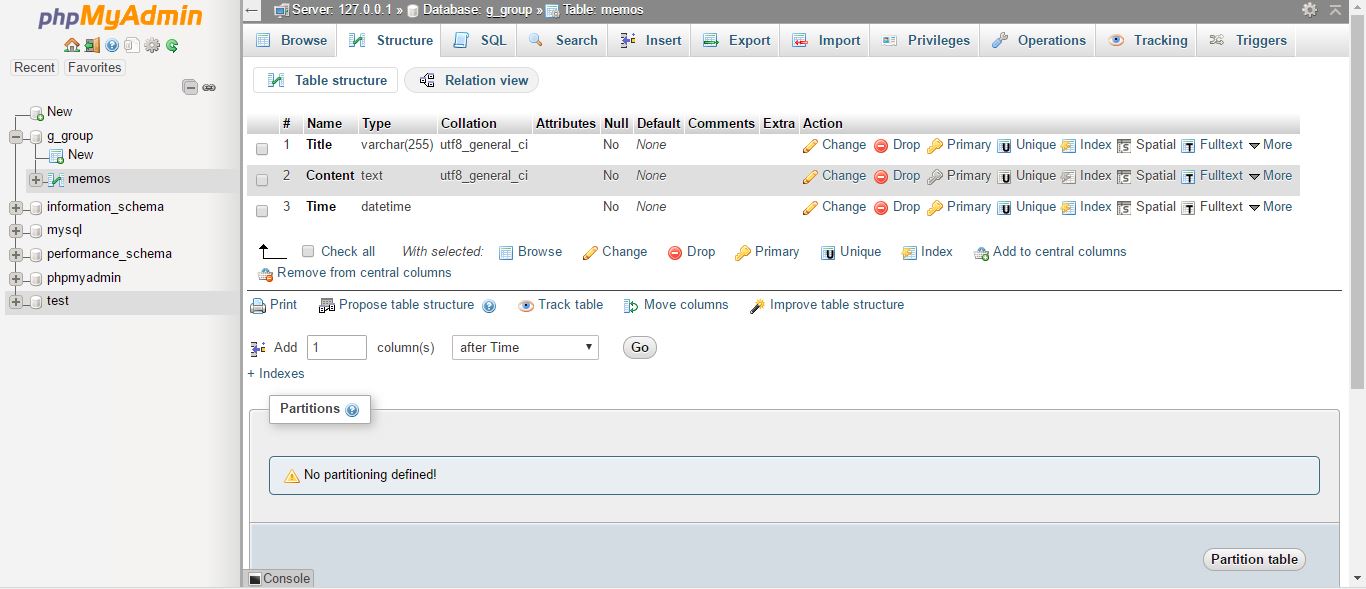 phpMyAdmin
Recent Favorites
New
g_group
New
memos
information_schema
mysql
performance_schema
phpmyadmin
test
Server: 127.0.0.1 » Database: g_group » Table: memos
Browse Structure SQL Search Insert Export Import Privileges Operations Tracking Triggers
Table structure Relation view
# Name Type Collation Attributes Null Default Comments Extra Action
1 Title varchar(255) utf8_general_ci No None Change Drop Primary Unique Index Spatial Fulltext More
2 Content text utf8_general_ci No None Change Drop Primary Unique Index Spatial Fulltext More
3 Time datetime No None Change Drop Primary Unique Index Spatial Fulltext More
Check all With selected: Browse Change Drop Primary Unique Index Add to central columns
Remove from central columns
Print Propose table structure Track table Move columns Improve table structure
Add 1 column(s) after Time Go
+ Indexes
Partitions
No partitioning defined!
Partition table
Console